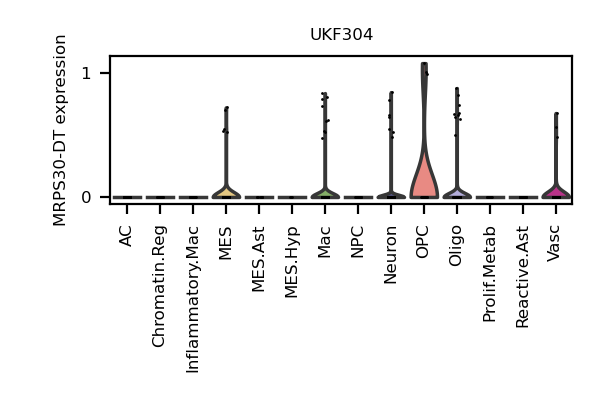 UKF304
MRPS30-DT expression
1
0
AC
Chromatin.Reg
Inflammatory.Mac
MES
MES.Ast
MES.Hyp
Mac
NPC
Neuron
OPC
Oligo
Prolif.Metab
Reactive.Ast
Vasc